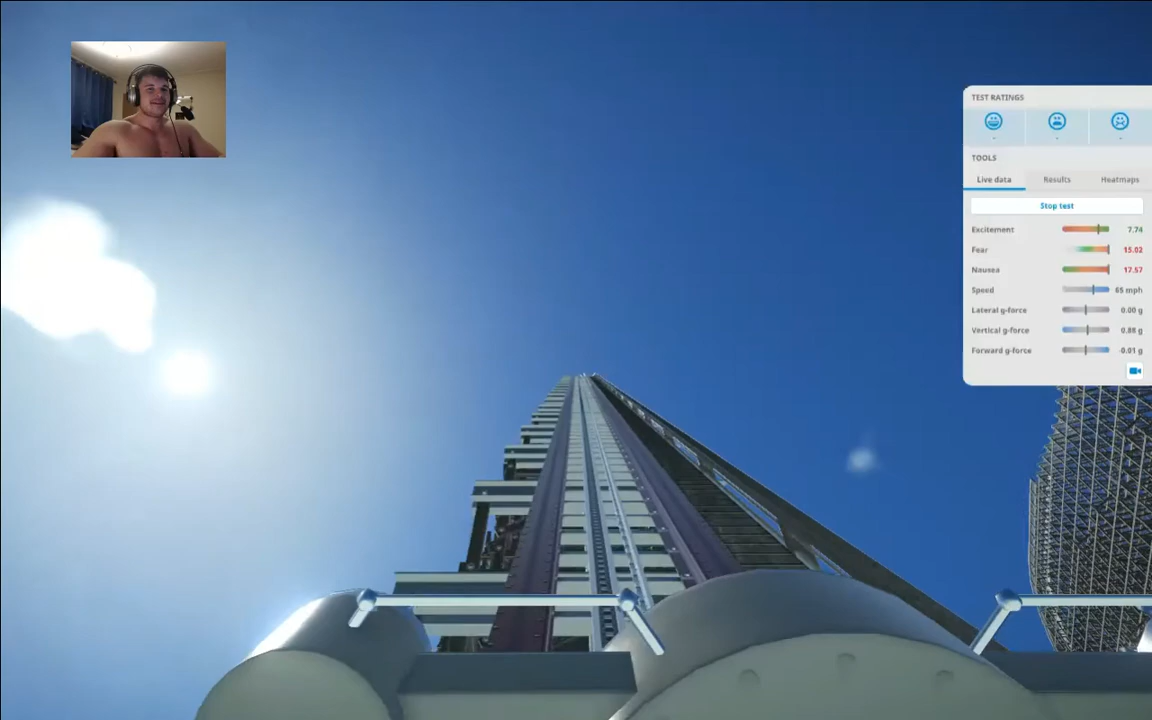 TEST RATINGS
- - -
TOOLS
Live data Results Heatmaps
Stop test
Excitement 7.74
Fear 15.02
Nausea 17.57
Speed 65 mph
Lateral g-force 0.00 g
Vertical g-force 0.88 g
Forward g-force -0.01 g